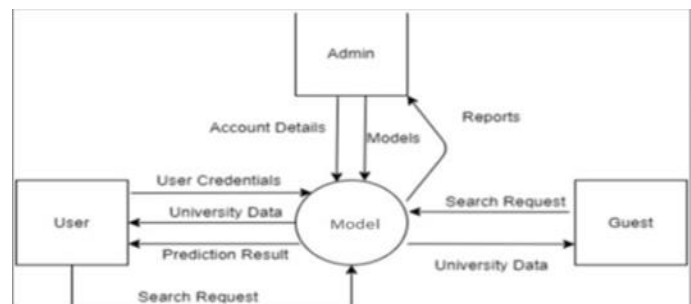 Admin
Account Details
Models
Reports
User Credentials
University Data
Prediction Result
User
Model
Search Request
Guest
University Data
Search Request